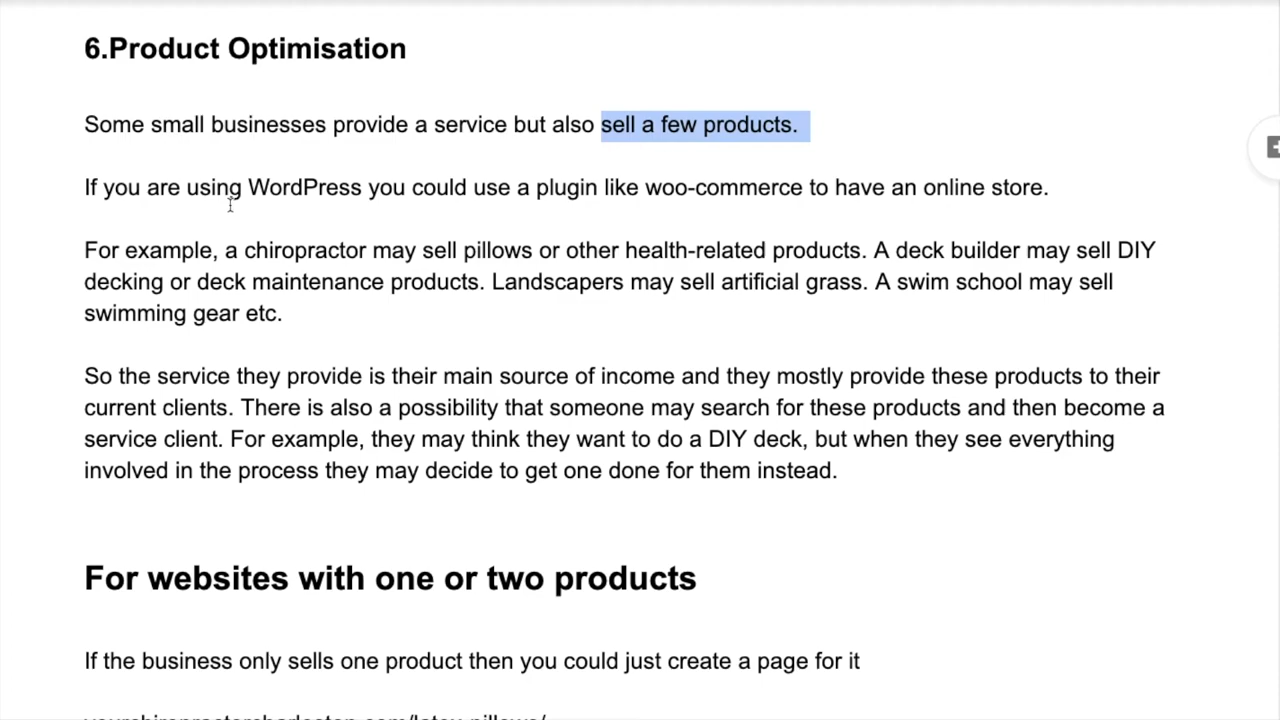 6.Product Optimisation
Some small businesses provide a service but also sell a few products.
If you are using WordPress you could use a plugin like woo-commerce to have an online store.
For example, a chiropractor may sell pillows or other health-related products. A deck builder may sell DIY
decking or deck maintenance products. Landscapers may sell artificial grass. A swim school may sell
swimming gear etc.
So the service they provide is their main source of income and they mostly provide these products to their
current clients. There is also a possibility that someone may search for these products and then become a
service client. For example, they may think they want to do a DIY deck, but when they see everything
involved in the process they may decide to get one done for them instead.
For websites with one or two products
If the business only sells one product then you could just create a page for it